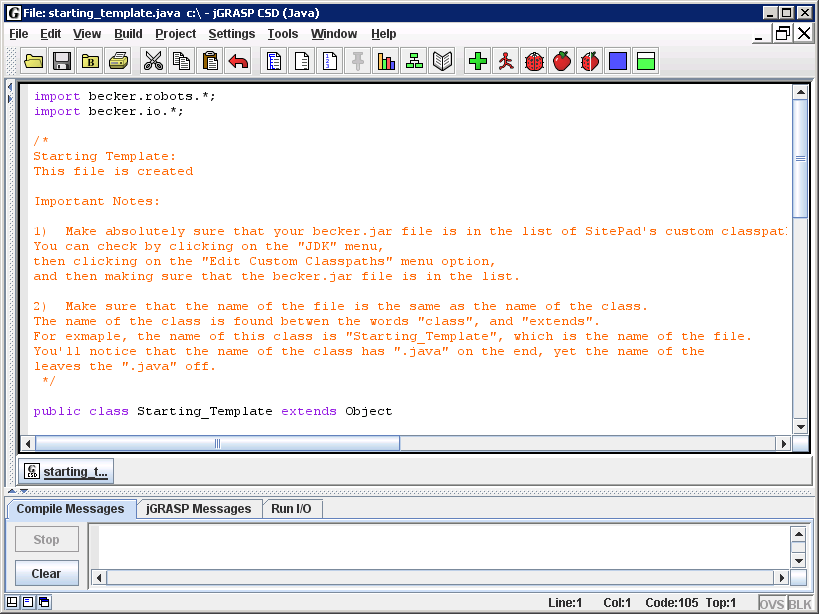 File: starting_template.java  c:\ - jGRASP CSD (Java)
File Edit View Build Project Settings Tools Window Help
import becker.robots.*;
import becker.io.*;
/*
Starting Template:
This file is created
Important Notes:
1)  Make absolutely sure that your becker.jar file is in the list of SitePad's custom classpat
You can check by clicking on the "JDK" menu,
then clicking on the "Edit Custom Classpaths" menu option,
and then making sure that the becker.jar file is in the list.
2)  Make sure that the name of the file is the same as the name of the class.
The name of the class is found betwen the words "class", and "extends".
For exmaple, the name of this class is "Starting_Template", which is the name of the file.
You'll notice that the name of the class has ".java" on the end, yet the name of the
leaves the ".java" off.
*/
public class Starting_Template extends Object
starting_t...
Compile Messages jGRASP Messages Run I/O
Stop
Clear
Line:1 Col:1 Code:105 Top:1 OVS BLK